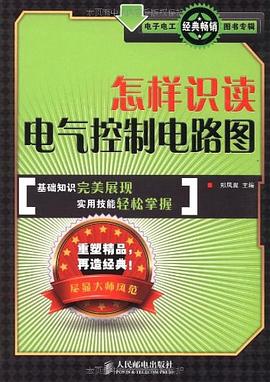 电子电工
经典畅销
图书专辑
怎样识读
电气控制电路图
基础知识完美展现
实用技能轻松掌握
主编
重塑精品,
再造经典!
尽显大师风范
人民邮电出版社
POSTS & TELECOM PRESS